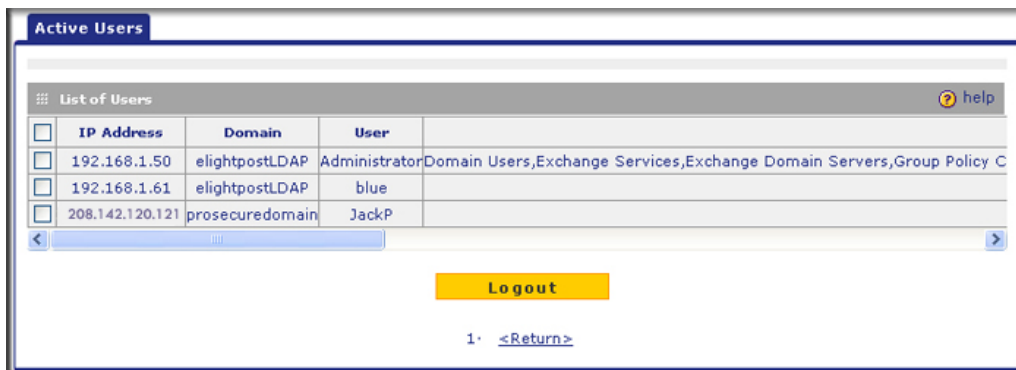 Active Users
List of Users
? help
IP Address Domain User
192.168.1.50 elightpostLDAP Administrator Domain Users,Exchange Services,Exchange Domain Servers,Group Policy C
192.168.1.61 elightpostLDAP blue
208.142.120.121 prosecuredomain JackP
Logout
1· <Return>